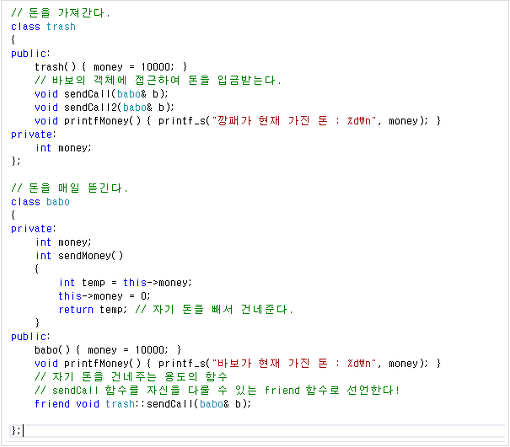 // 돈을 가져간다.
class trash
{
public:
    trash() { money = 10000; }
    // 바보의 객체에 접근하여 돈을 입금받는다.
    void sendCall(babo& b);
    void sendCall2(babo& b);
    void printfMoney() { printf_s("깡패가 현재 가진 돈 : %d₩n", money); }
private:
    int money;
};

// 돈을 매일 뜯긴다.
class babo
{
private:
    int money;
    int sendMoney()
    {
        int temp = this->money;
        this->money = 0;
        return temp; // 자기 돈을 빼서 건네준다.
    }
public:
    babo() { money = 10000; }
    void printfMoney() { printf_s("바보가 현재 가진 돈 : %d₩n", money); }
    // 자기 돈을 건네주는 용도의 함수
    // sendCall 함수를 자신을 다룰 수 있는 friend 함수로 선언한다!
    friend void trash::sendCall(babo& b);

};